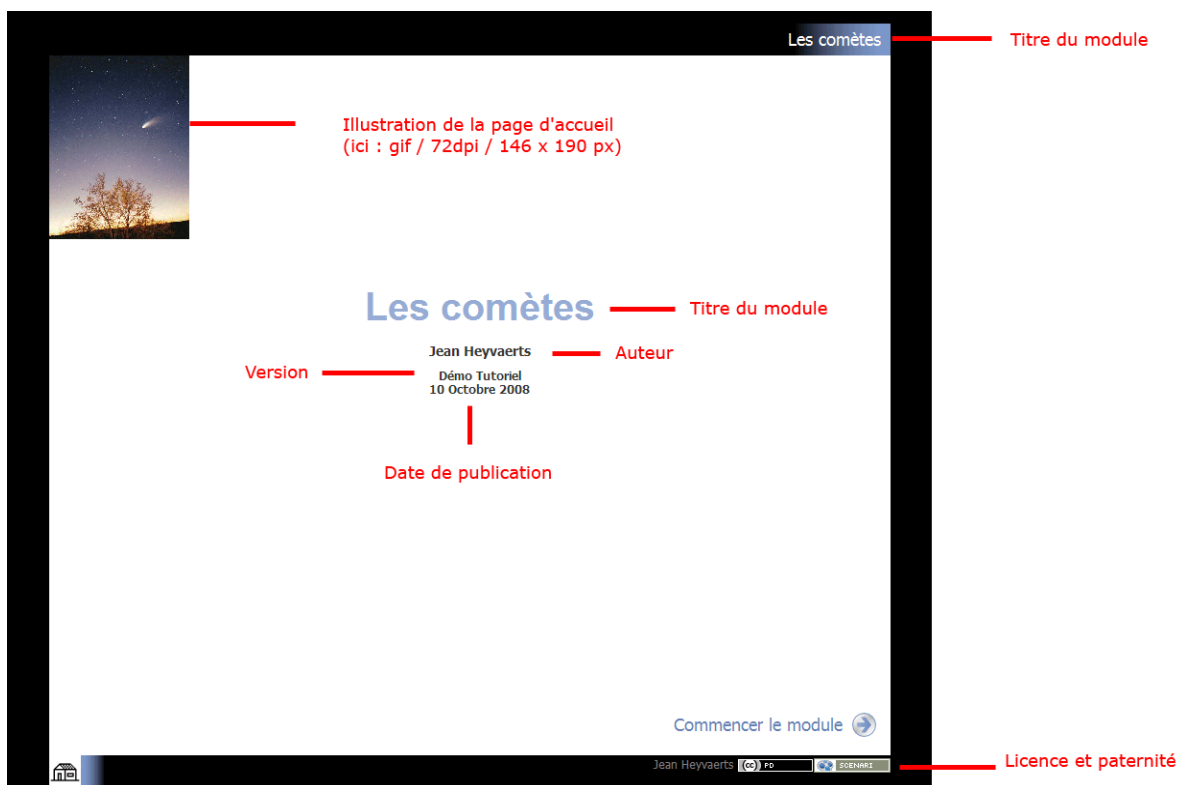 Les comètes
Titre du module
Illustration de la page d'accueil
(ici : gif / 72dpi / 146 x 190 px)
Les comètes
Titre du module
Jean Heyvaerts
Auteur
Version
Démo Tutoriel
10 Octobre 2008
Date de publication
Commencer le module
Jean Heyvaerts
cc PD
SCENARI
Licence et paternité